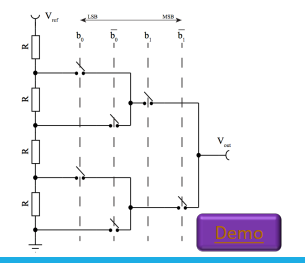 V_ref
LSB MSB
b_0 b̅_0 b_1 b̅_1
R
R
R
R
V_out
Demo